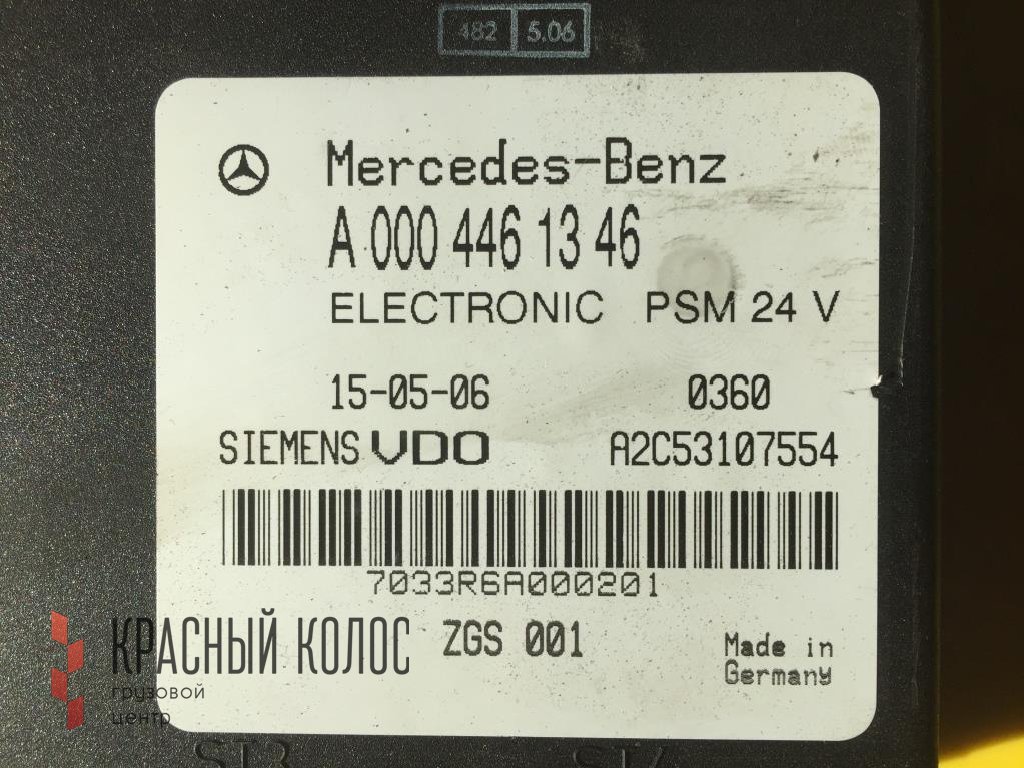 482 5.06
Mercedes-Benz
A 000 446 13 46
ELECTRONIC PSM 24 V
15-05-06 0360
SIEMENS VDO A2C53107554
7033R6A000201
КРАСНЫЙ КОЛОС
грузовой
центр
ZGS 001
Made in
Germany